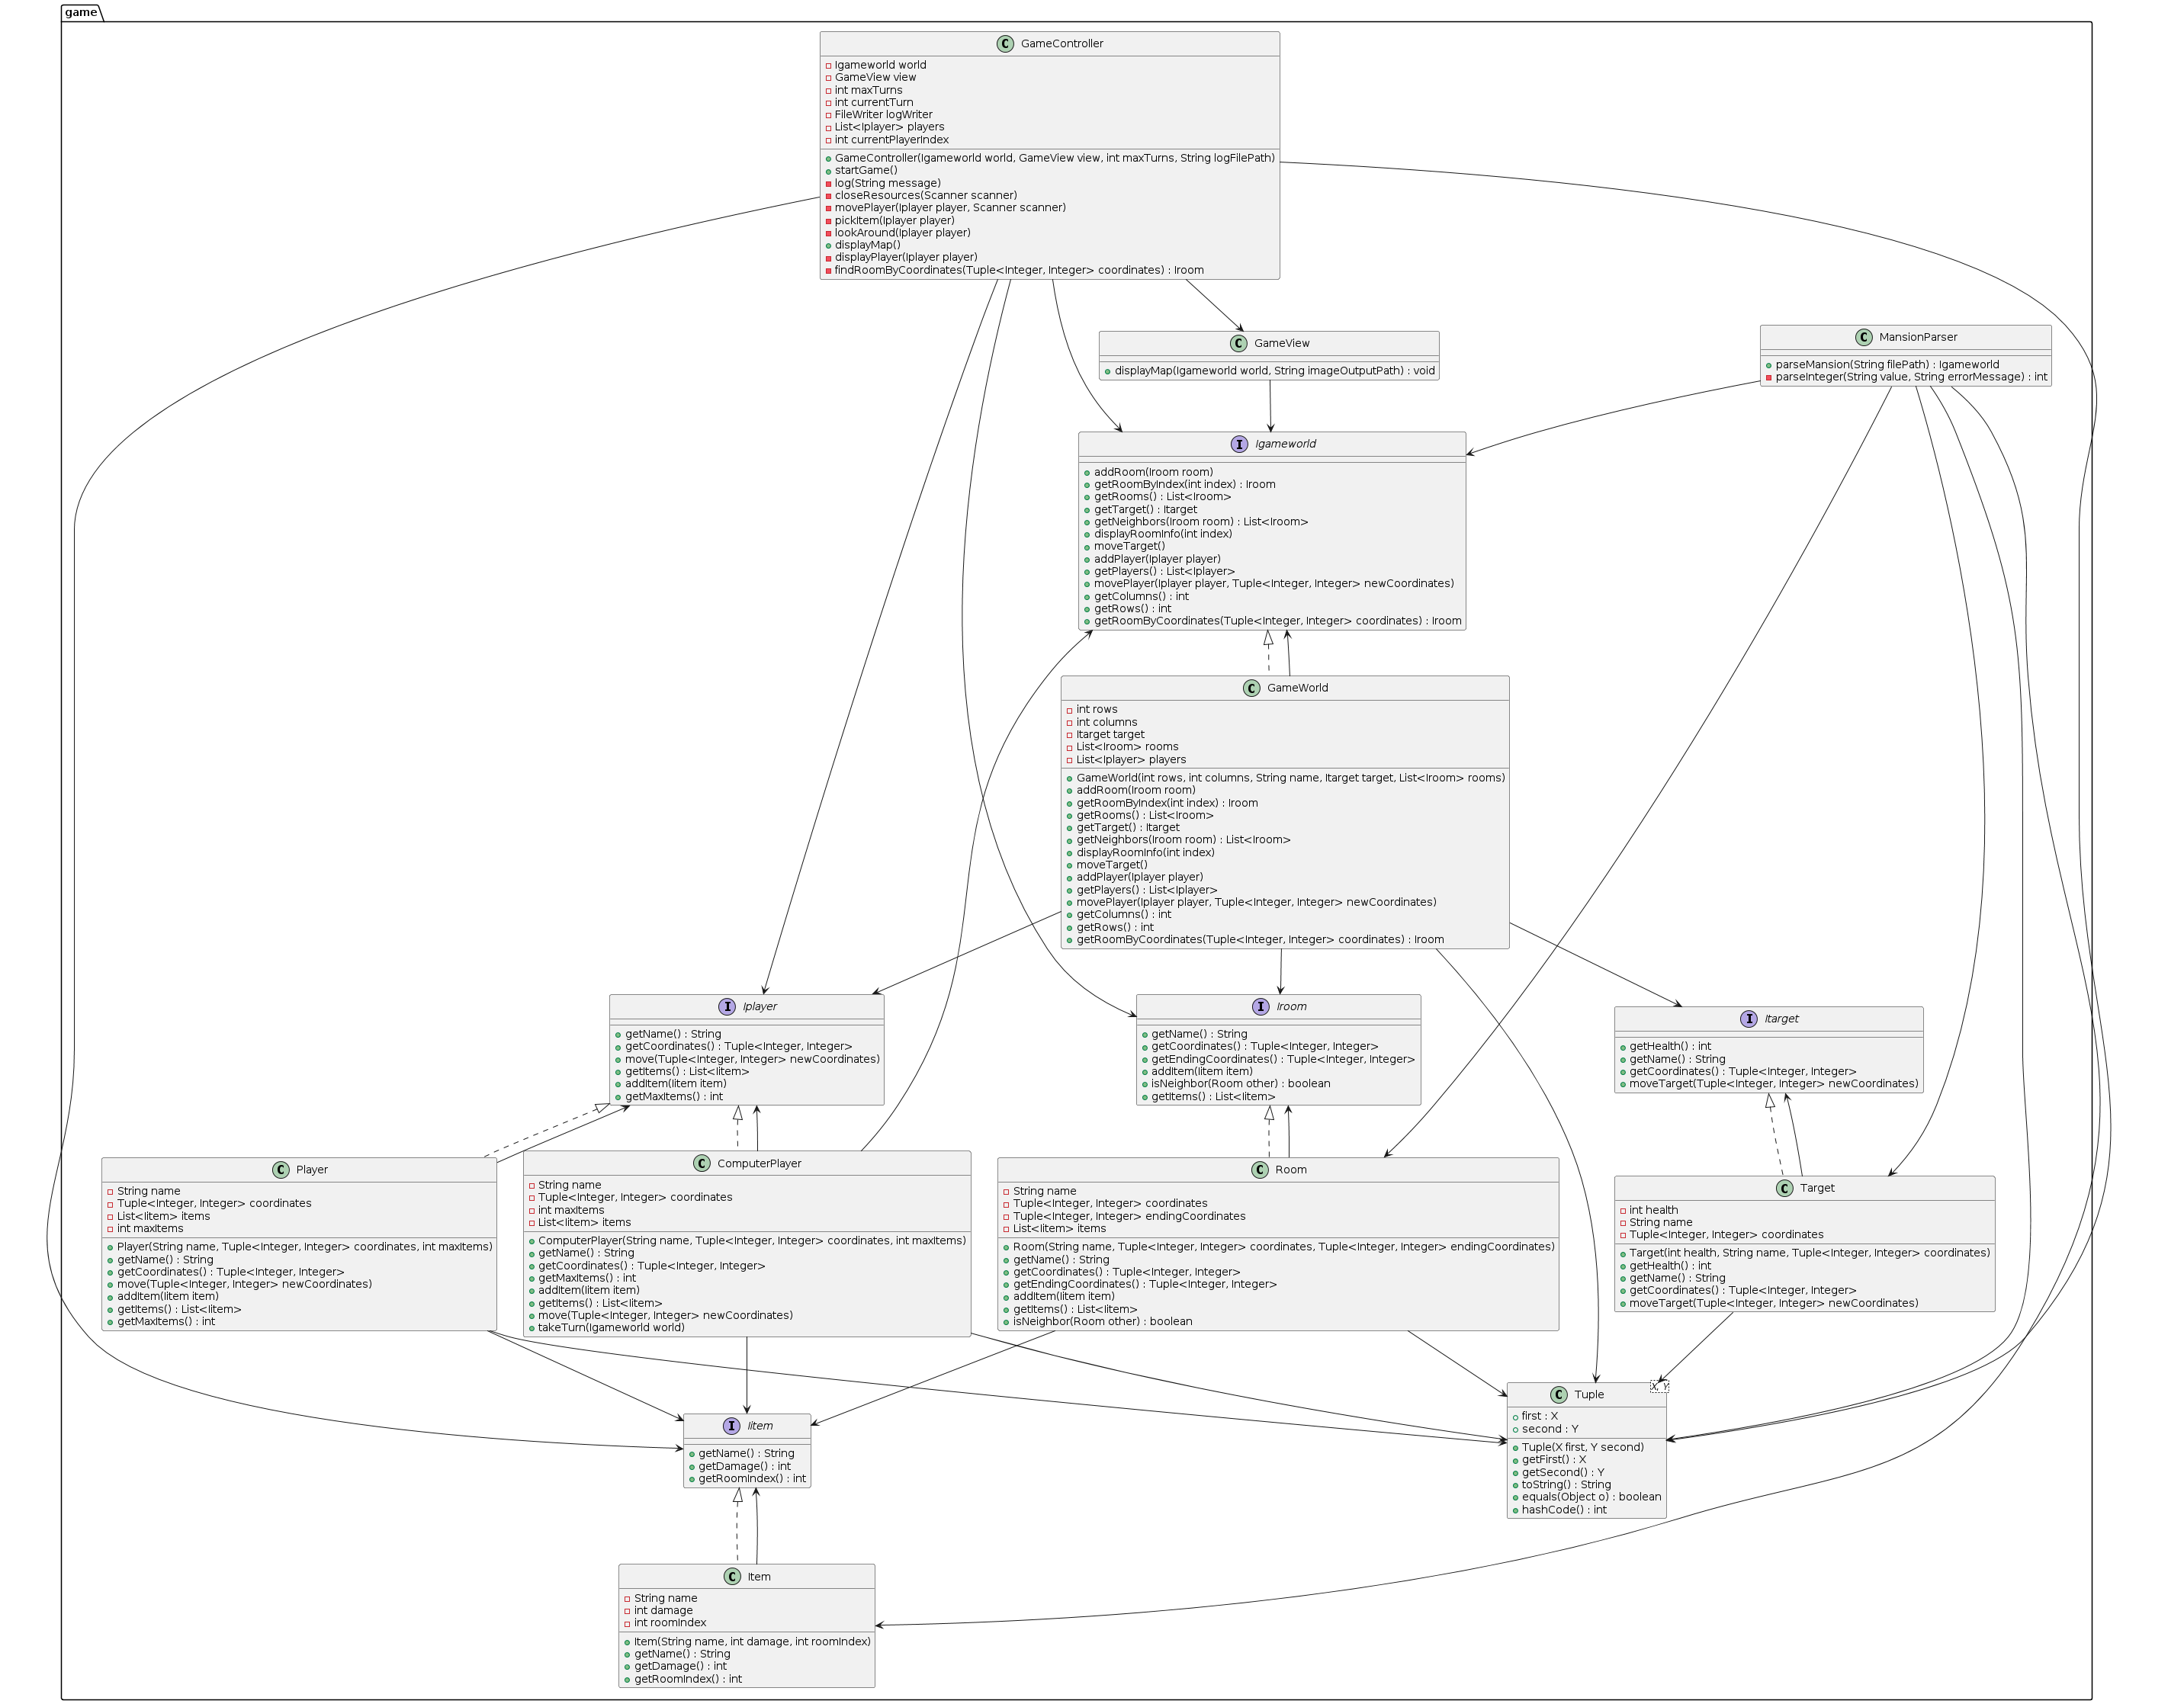 game
GameController
Igameworld world
GameView view
int maxTurns
int currentTurn
FileWriter logWriter
List<Iplayer> players
int currentPlayerIndex
GameController(Igameworld world, GameView view, int maxTurns, String logFilePath)
startGame()
log(String message)
closeResources(Scanner scanner)
movePlayer(Iplayer player, Scanner scanner)
pickItem(Iplayer player)
lookAround(Iplayer player)
displayMap()
displayPlayer(Iplayer player)
findRoomByCoordinates(Tuple<Integer, Integer> coordinates) : Iroom
GameView
displayMap(Igameworld world, String imageOutputPath) : void
MansionParser
parseMansion(String filePath) : Igameworld
parseInteger(String value, String errorMessage) : int
Igameworld
addRoom(Iroom room)
getRoomByIndex(int index) : Iroom
getRooms() : List<Iroom>
getTarget() : Itarget
getNeighbors(Iroom room) : List<Iroom>
displayRoomInfo(int index)
moveTarget()
addPlayer(Iplayer player)
getPlayers() : List<Iplayer>
movePlayer(Iplayer player, Tuple<Integer, Integer> newCoordinates)
getColumns() : int
getRows() : int
getRoomByCoordinates(Tuple<Integer, Integer> coordinates) : Iroom
GameWorld
int rows
int columns
Itarget target
List<Iroom> rooms
List<Iplayer> players
GameWorld(int rows, int columns, String name, Itarget target, List<Iroom> rooms)
addRoom(Iroom room)
getRoomByIndex(int index) : Iroom
getRooms() : List<Iroom>
getTarget() : Itarget
getNeighbors(Iroom room) : List<Iroom>
displayRoomInfo(int index)
moveTarget()
addPlayer(Iplayer player)
getPlayers() : List<Iplayer>
movePlayer(Iplayer player, Tuple<Integer, Integer> newCoordinates)
getColumns() : int
getRows() : int
getRoomByCoordinates(Tuple<Integer, Integer> coordinates) : Iroom
Iplayer
getName() : String
getCoordinates() : Tuple<Integer, Integer>
move(Tuple<Integer, Integer> newCoordinates)
getItems() : List<Iitem>
addItem(Iitem item)
getMaxItems() : int
Iroom
getName() : String
getCoordinates() : Tuple<Integer, Integer>
getEndingCoordinates() : Tuple<Integer, Integer>
addItem(Iitem item)
isNeighbor(Room other) : boolean
getItems() : List<Iitem>
Itarget
getHealth() : int
getName() : String
getCoordinates() : Tuple<Integer, Integer>
moveTarget(Tuple<Integer, Integer> newCoordinates)
Player
String name
Tuple<Integer, Integer> coordinates
List<Iitem> items
int maxItems
Player(String name, Tuple<Integer, Integer> coordinates, int maxItems)
getName() : String
getCoordinates() : Tuple<Integer, Integer>
move(Tuple<Integer, Integer> newCoordinates)
addItem(Iitem item)
getItems() : List<Iitem>
getMaxItems() : int
ComputerPlayer
String name
Tuple<Integer, Integer> coordinates
int maxItems
List<Iitem> items
ComputerPlayer(String name, Tuple<Integer, Integer> coordinates, int maxItems)
getName() : String
getCoordinates() : Tuple<Integer, Integer>
getMaxItems() : int
addItem(Iitem item)
getItems() : List<Iitem>
move(Tuple<Integer, Integer> newCoordinates)
takeTurn(Igameworld world)
Room
String name
Tuple<Integer, Integer> coordinates
Tuple<Integer, Integer> endingCoordinates
List<Iitem> items
Room(String name, Tuple<Integer, Integer> coordinates, Tuple<Integer, Integer> endingCoordinates)
getName() : String
getCoordinates() : Tuple<Integer, Integer>
getEndingCoordinates() : Tuple<Integer, Integer>
addItem(Iitem item)
getItems() : List<Iitem>
isNeighbor(Room other) : boolean
Target
int health
String name
Tuple<Integer, Integer> coordinates
Target(int health, String name, Tuple<Integer, Integer> coordinates)
getHealth() : int
getName() : String
getCoordinates() : Tuple<Integer, Integer>
moveTarget(Tuple<Integer, Integer> newCoordinates)
Tuple
X, Y
first : X
second : Y
Tuple(X first, Y second)
getFirst() : X
getSecond() : Y
toString() : String
equals(Object o) : boolean
hashCode() : int
Iitem
getName() : String
getDamage() : int
getRoomIndex() : int
Item
String name
int damage
int roomIndex
Item(String name, int damage, int roomIndex)
getName() : String
getDamage() : int
getRoomIndex() : int